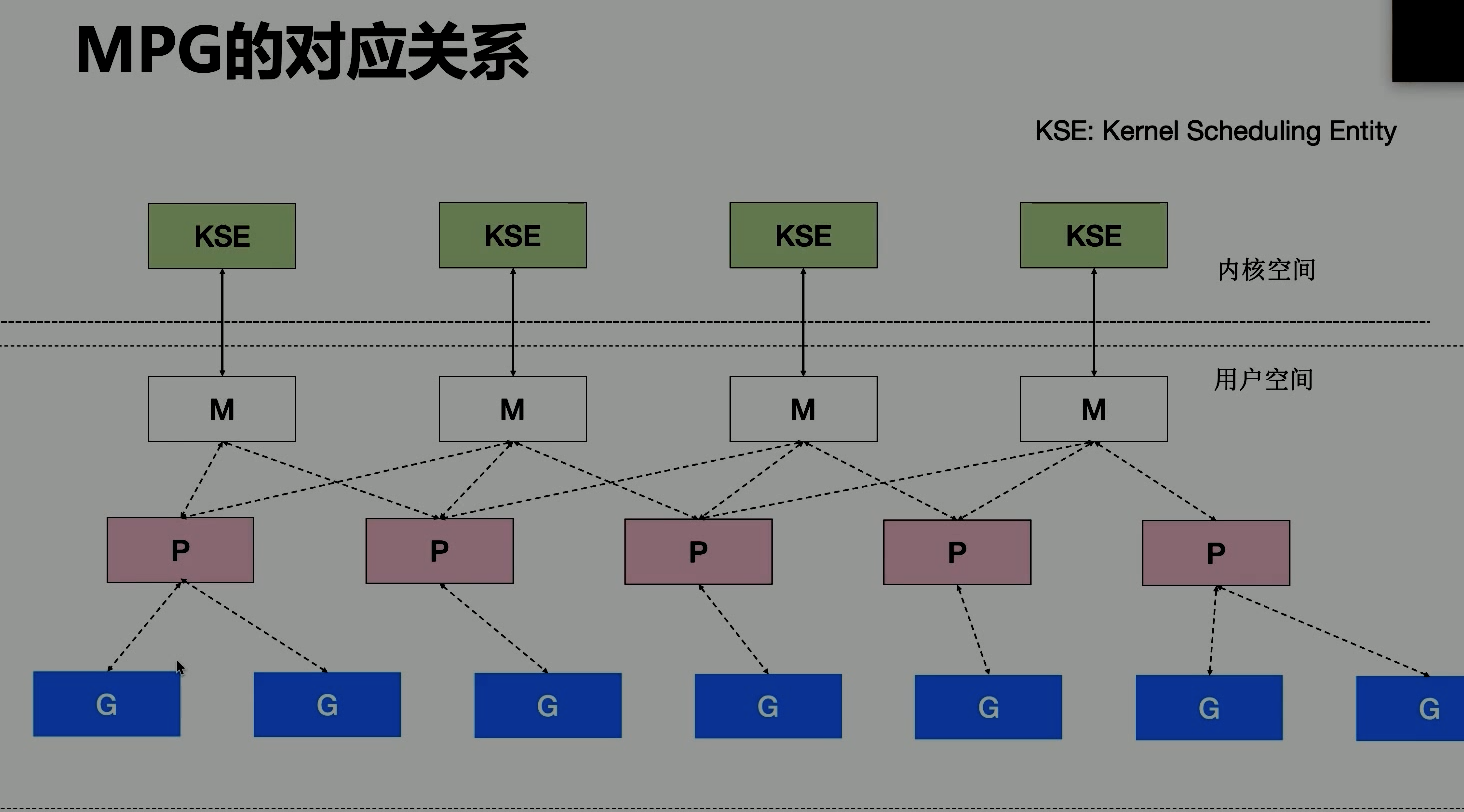 MPG的对应关系
KSE: Kernel Scheduling Entity
KSE KSE KSE KSE
内核空间
用户空间
M M M M
P P P P P
G G G G G G G